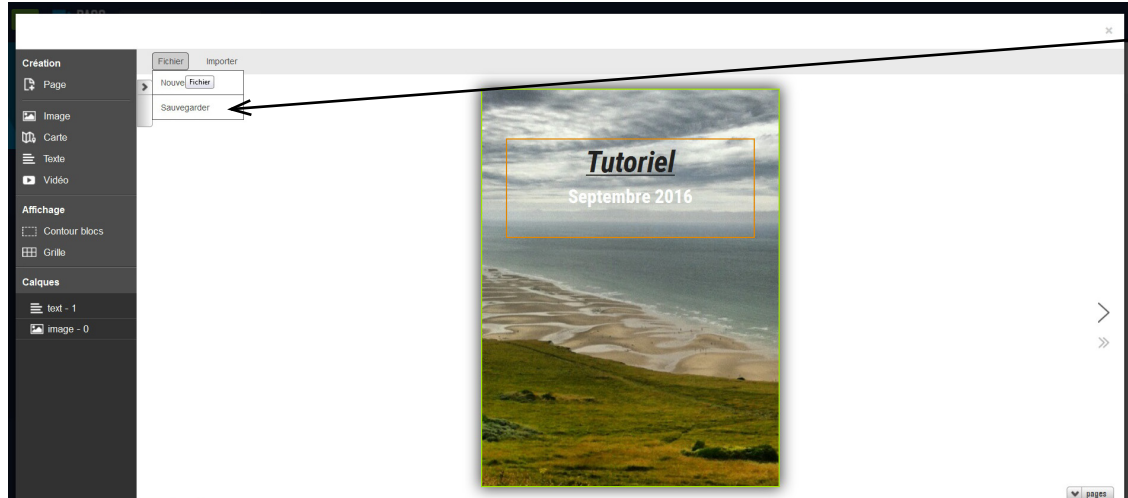 ×
Création
Page
Image
Carte
Texte
Vidéo
Affichage
Contour blocs
Grille
Calques
text - 1
image - 0
Fichier Importer
Nouve Fichier
Sauvegarder
Tutoriel
Septembre 2016
pages